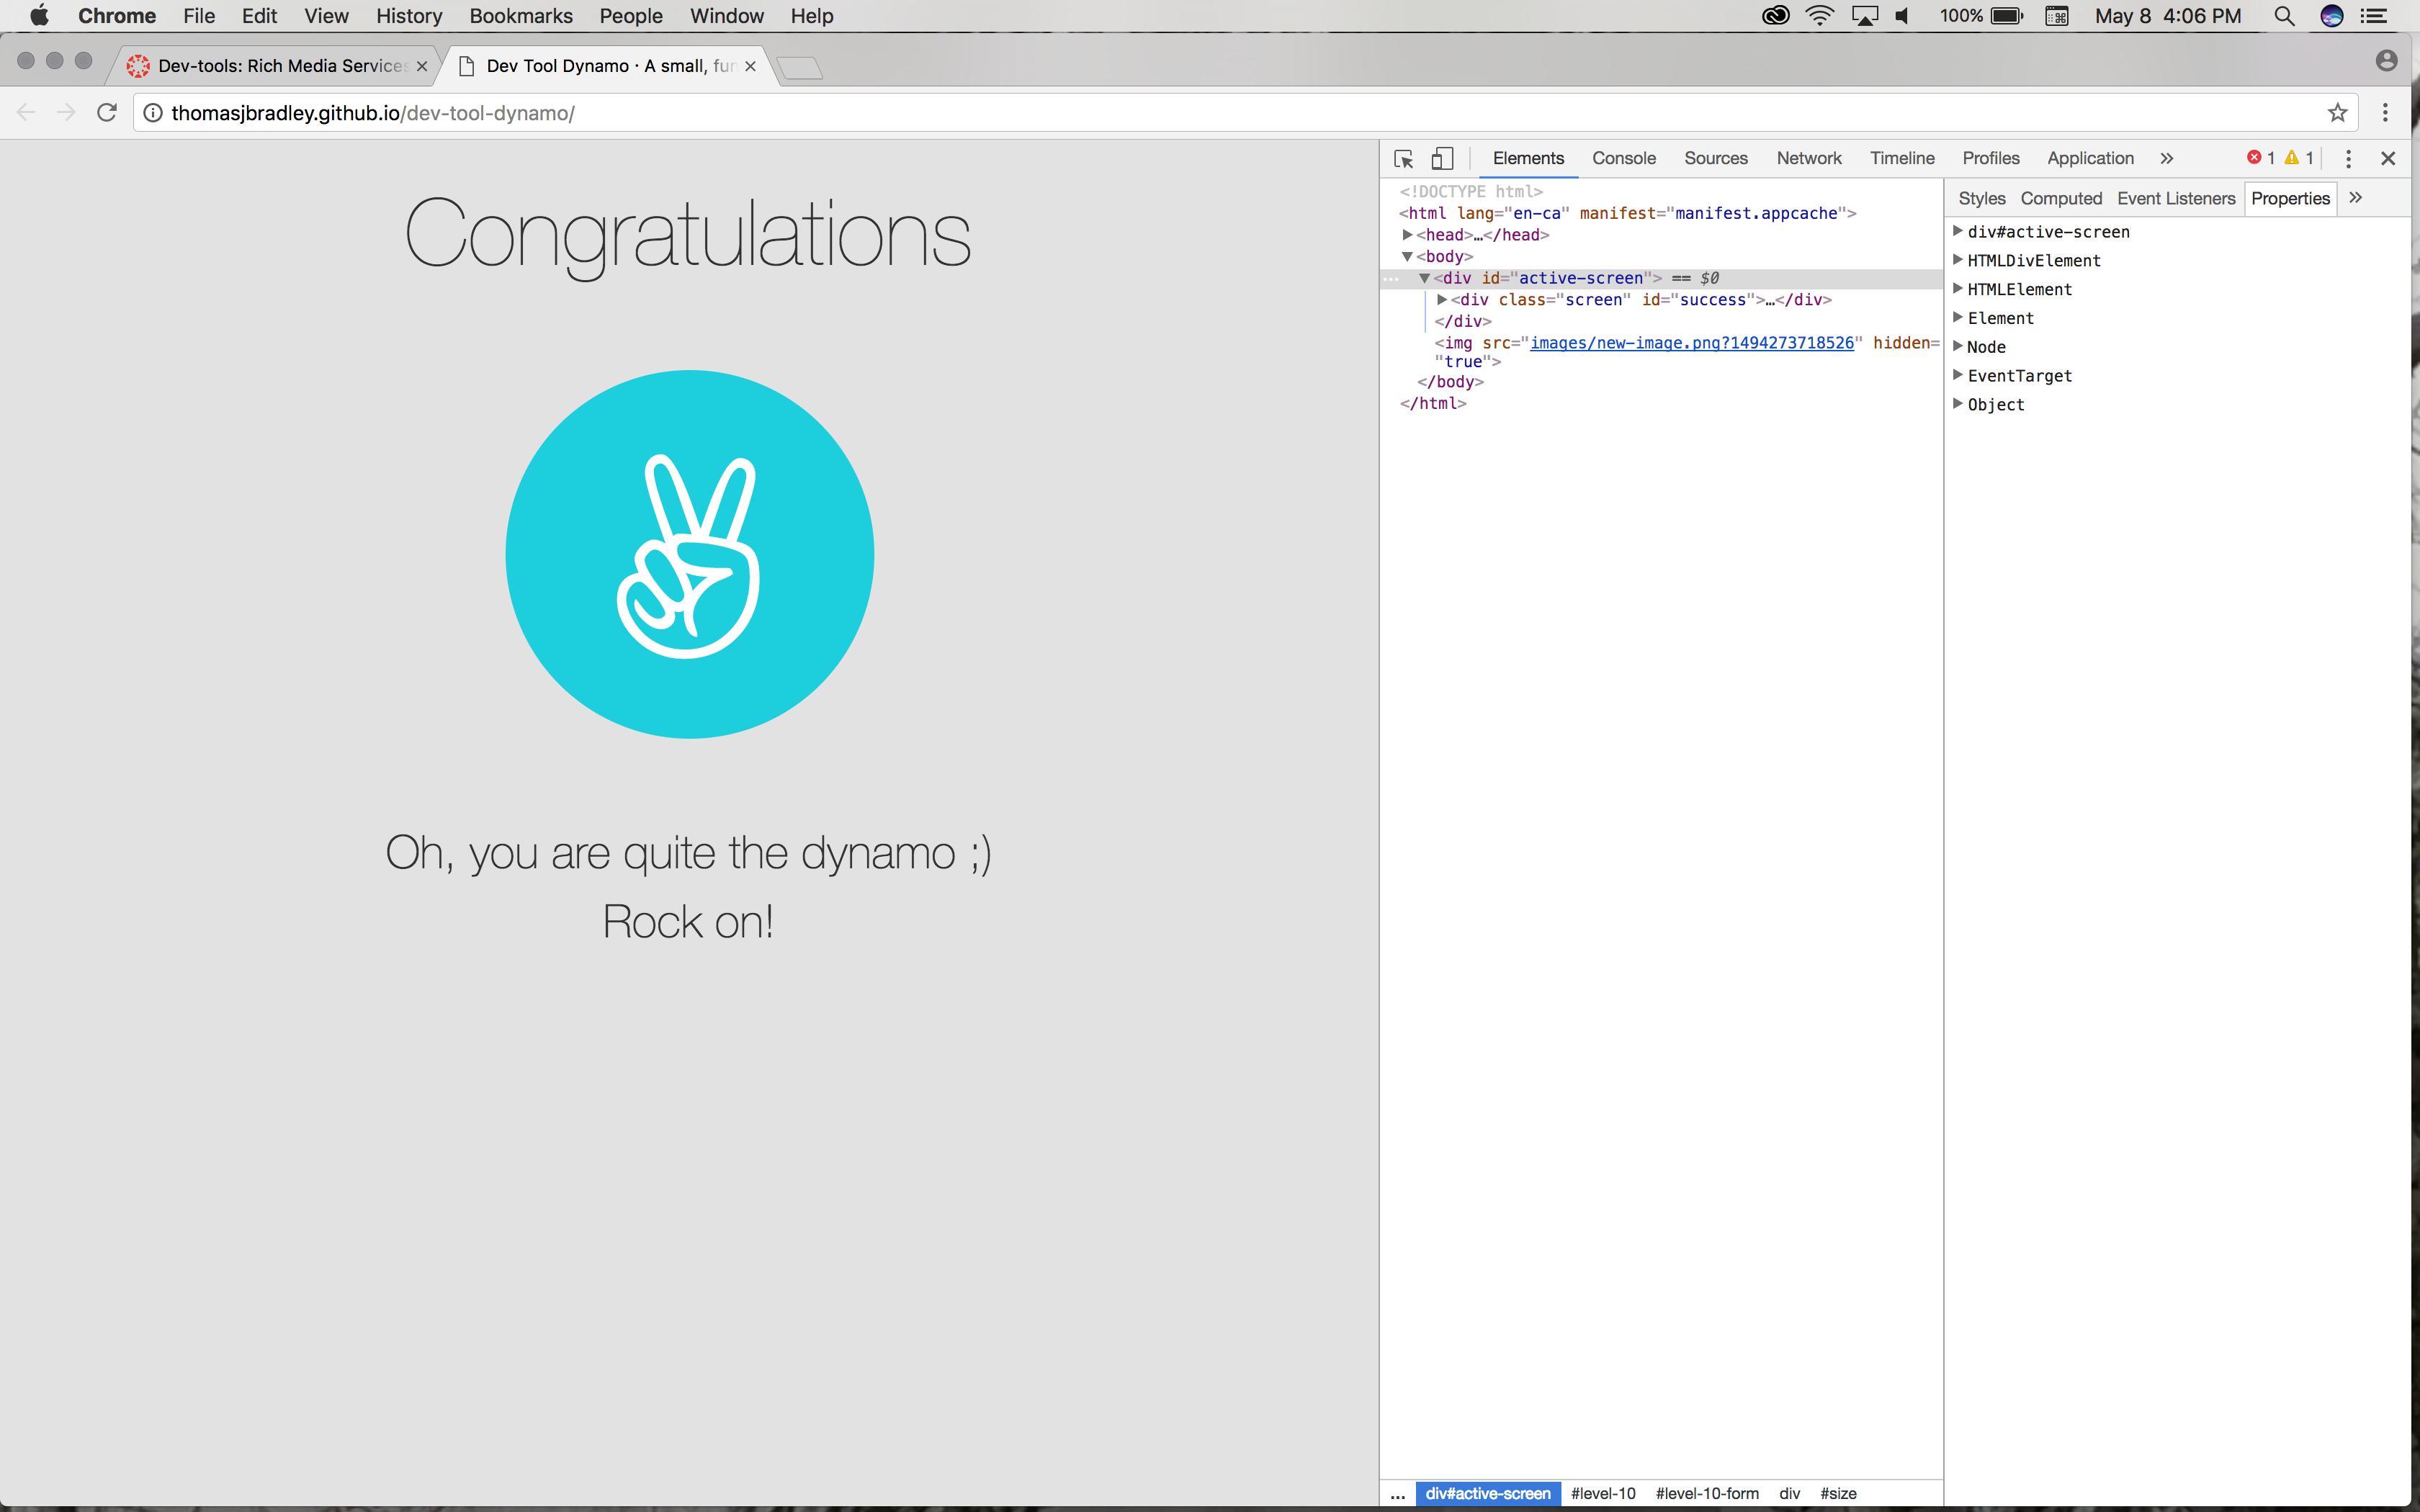 Chrome File Edit View History Bookmarks People Window Help 100% May 8 4:06 PM
Dev-tools: Rich Media Services Dev Tool Dynamo · A small, fun
thomasjbradley.github.io/dev-tool-dynamo/
Congratulations
Oh, you are quite the dynamo ;)
Rock on!
Elements Console Sources Network Timeline Profiles Application » 1 1
<!DOCTYPE html>
<html lang="en-ca" manifest="manifest.appcache">
<head>…</head>
<body>
<div id="active-screen"> == $0
<div class="screen" id="success">…</div>
</div>
<img src="images/new-image.png?1494273718526" hidden=
"true">
</body>
</html>
Styles Computed Event Listeners Properties »
div#active-screen
HTMLDivElement
HTMLElement
Element
Node
EventTarget
Object
... div#active-screen #level-10 #level-10-form div #size